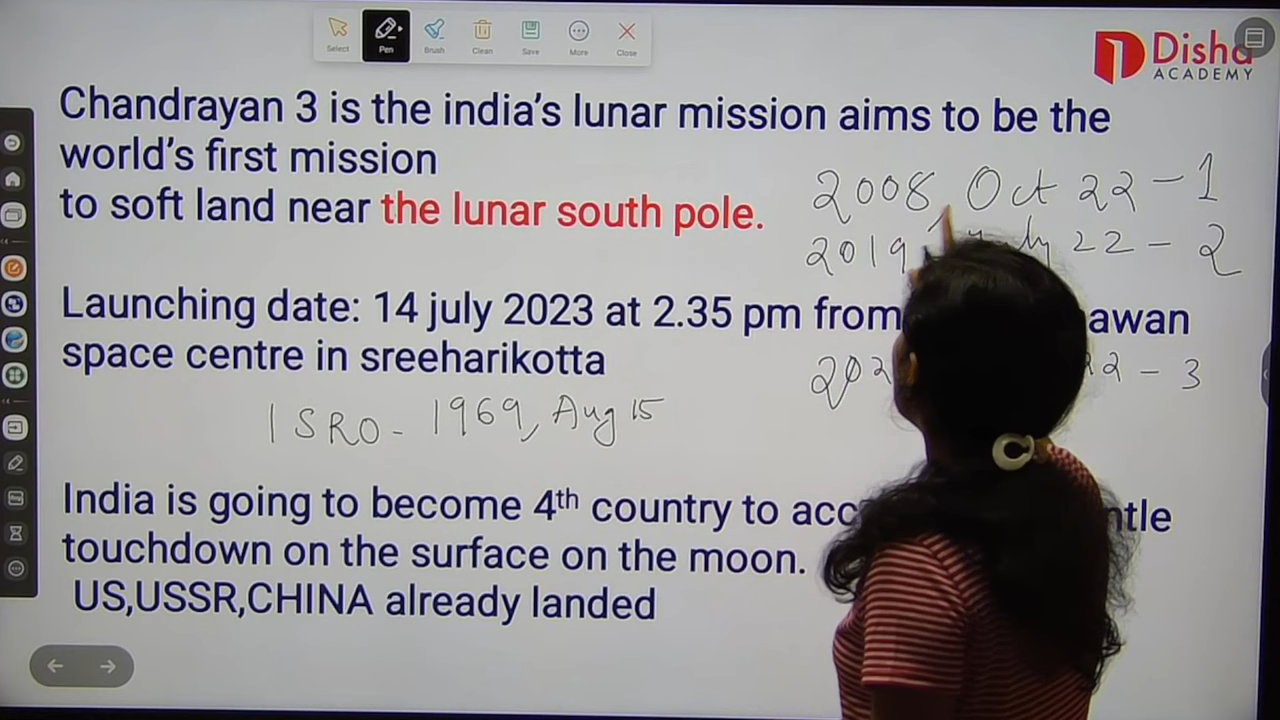 Select Pen Brush Clean Save More Close
Disha
ACADEMY
Chandrayan 3 is the india's lunar mission aims to be the
world's first mission
to soft land near the lunar south pole.
2008, Oct 22 - 1
2019 July 22 - 2
Launching date: 14 july 2023 at 2.35 pm from awan
space centre in sreeharikotta
202 22 - 3
ISRO - 1969, Aug 15
India is going to become 4th country to acc ntle
touchdown on the surface on the moon.
US,USSR,CHINA already landed